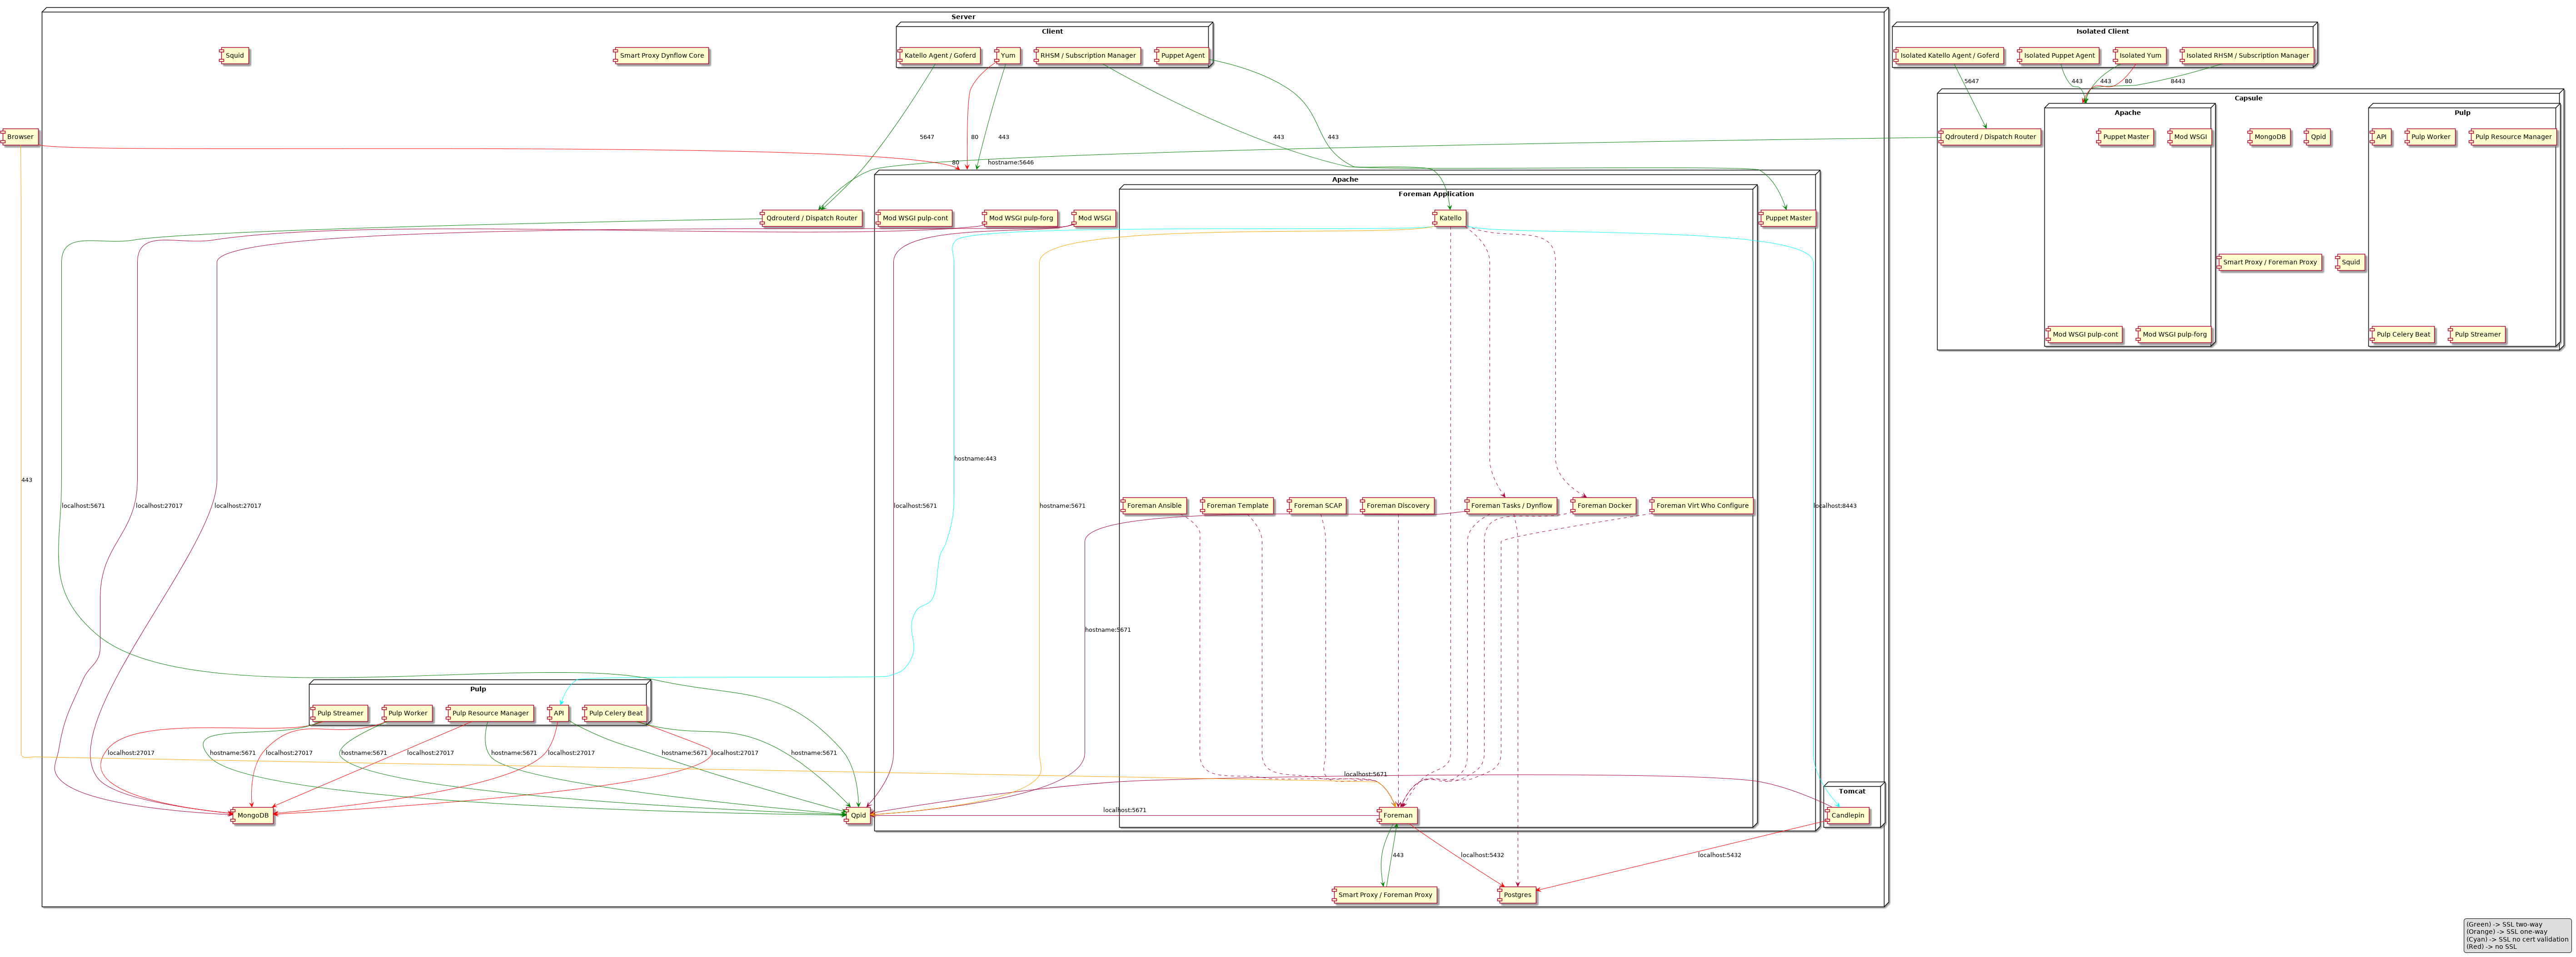 Server
Client
Isolated Client
Squid
Smart Proxy Dynflow Core
Katello Agent / Goferd
Yum
RHSM / Subscription Manager
Puppet Agent
Isolated Katello Agent / Goferd
Isolated Puppet Agent
Isolated Yum
Isolated RHSM / Subscription Manager
5647
443
443
80
8443
Capsule
Apache
Pulp
Browser
5647
80
443
443
443
Qdrouterd / Dispatch Router
Puppet Master
Mod WSGI
MongoDB
Qpid
API
Pulp Worker
Pulp Resource Manager
80
hostname:5646
Apache
Foreman Application
Qdrouterd / Dispatch Router
Mod WSGI pulp-cont
Mod WSGI pulp-forg
Mod WSGI
Katello
Puppet Master
Smart Proxy / Foreman Proxy
Squid
Mod WSGI pulp-cont
Mod WSGI pulp-forg
Pulp Celery Beat
Pulp Streamer
hostname:443
443
localhost:5671
localhost:27017
localhost:27017
localhost:5671
hostname:5671
Foreman Ansible
Foreman Template
Foreman SCAP
Foreman Discovery
Foreman Tasks / Dynflow
Foreman Docker
Foreman Virt Who Configure
localhost:8443
hostname:5671
Pulp
Pulp Streamer
Pulp Worker
Pulp Resource Manager
API
Pulp Celery Beat
localhost:27017
hostname:5671
localhost:27017
hostname:5671
localhost:27017
hostname:5671
localhost:27017
hostname:5671
localhost:27017
hostname:5671
localhost:5671
Tomcat
MongoDB
Qpid
localhost:5671
Foreman
Candlepin
443
localhost:5432
localhost:5432
Smart Proxy / Foreman Proxy
Postgres
(Green) -> SSL two-way
(Orange) -> SSL one-way
(Cyan) -> SSL no cert validation
(Red) -> no SSL